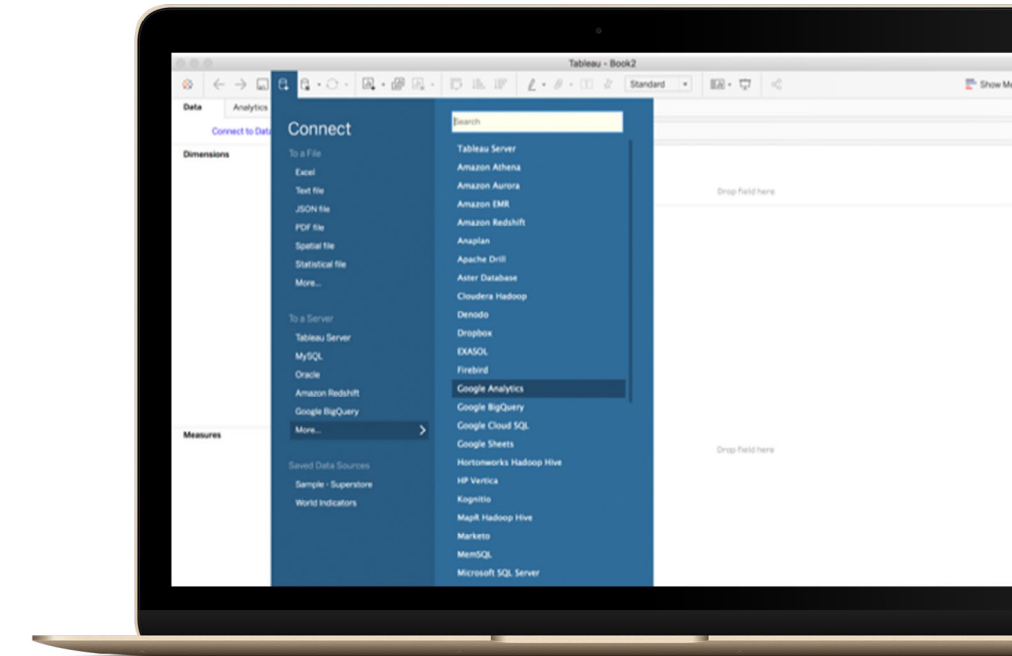 Tableau - Book2
Standard
Show Me
Data
Analytics
Connect to Data
Dimensions
Measures
Connect
To a File
Excel
Text file
JSON file
PDF file
Spatial file
Statistical file
More...
To a Server
Tableau Server
MySQL
Oracle
Amazon Redshift
Google BigQuery
More...
Saved Data Sources
Sample - Superstore
World Indicators
Search
Tableau Server
Amazon Athena
Amazon Aurora
Amazon EMR
Amazon Redshift
Anaplan
Apache Drill
Aster Database
Cloudera Hadoop
Denodo
Dropbox
EXASOL
Firebird
Google Analytics
Google BigQuery
Google Cloud SQL
Google Sheets
Hortonworks Hadoop Hive
HP Vertica
Kognitio
MapR Hadoop Hive
Marketo
MemSQL
Microsoft SQL Server
Drop field here
Drop field here